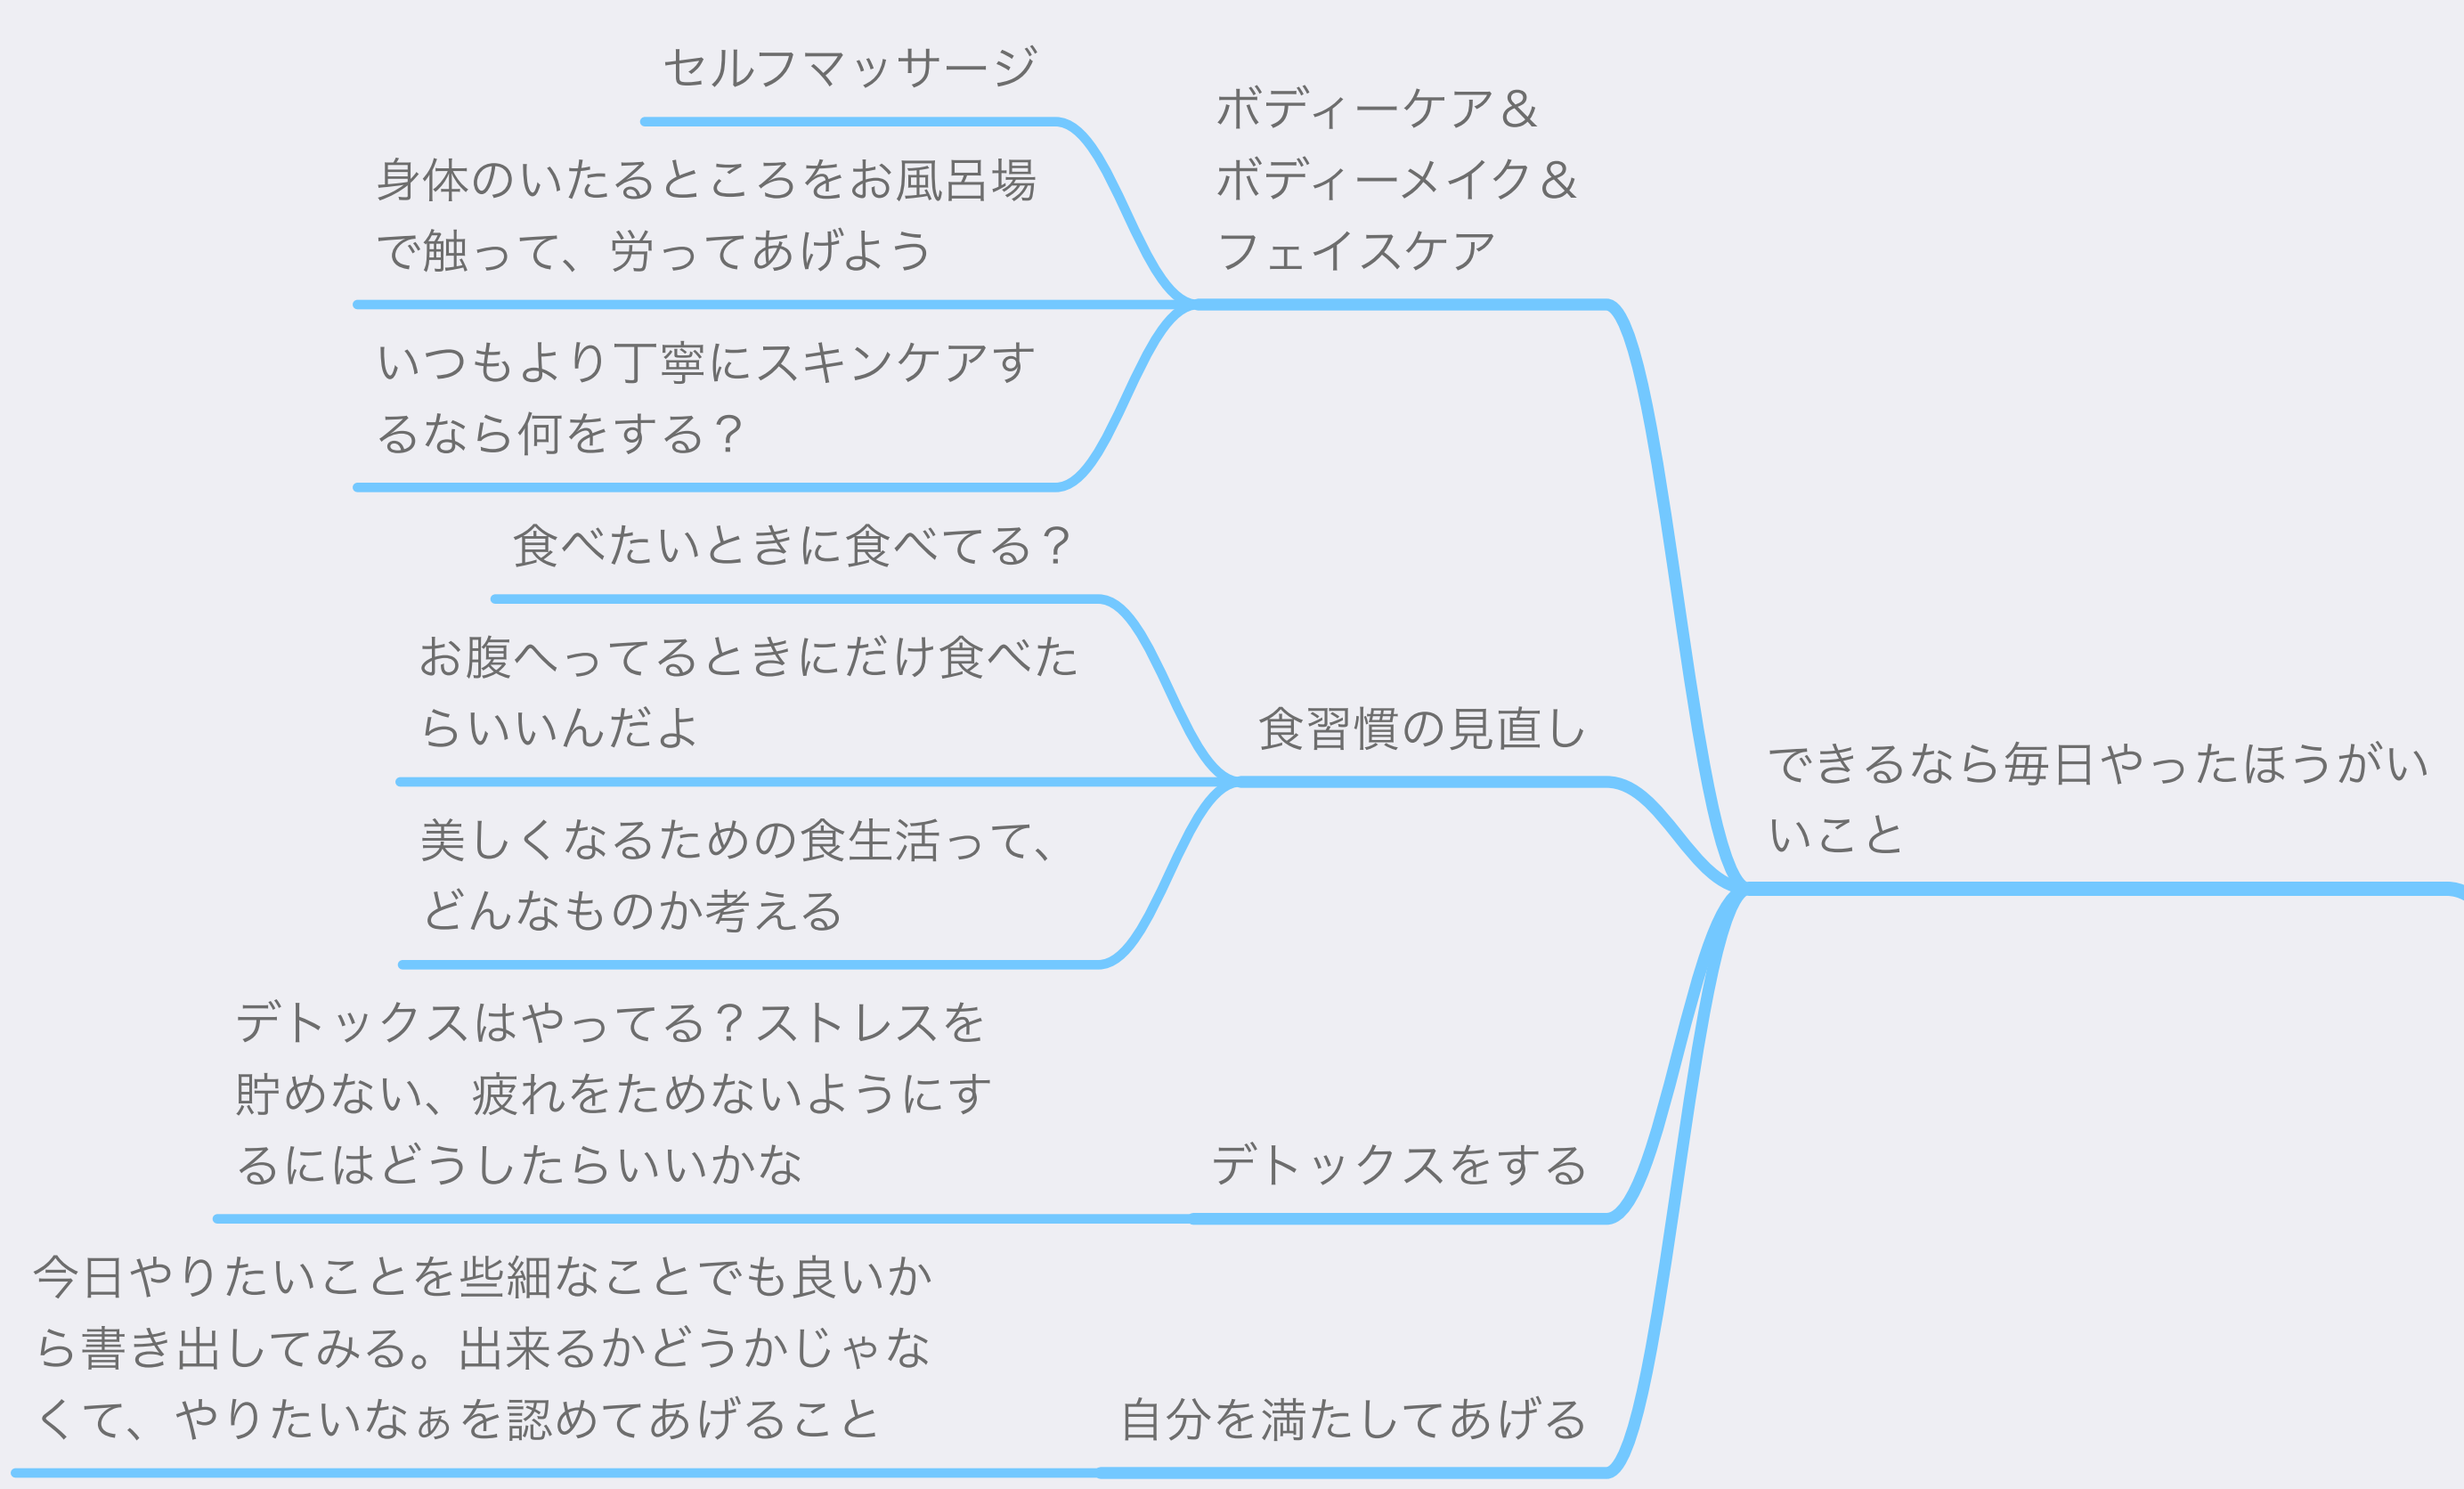 セルフマッサージ
身体のいたるところをお風呂場
で触って、労ってあげよう
いつもより丁寧にスキンケアす
るなら何をする？
ボディーケア&
ボディーメイク&
フェイスケア
食べたいときに食べてる？
お腹へってるときにだけ食べた
らいいんだよ
美しくなるための食生活って、
どんなものか考える
食習慣の見直し
デトックスはやってる？ストレスを
貯めない、疲れをためないようにす
るにはどうしたらいいかな
デトックスをする
今日やりたいことを些細なことでも良いか
ら書き出してみる。出来るかどうかじゃな
くて、やりたいなぁを認めてあげること
自分を満たしてあげる
できるなら毎日やったほうがい
いこと